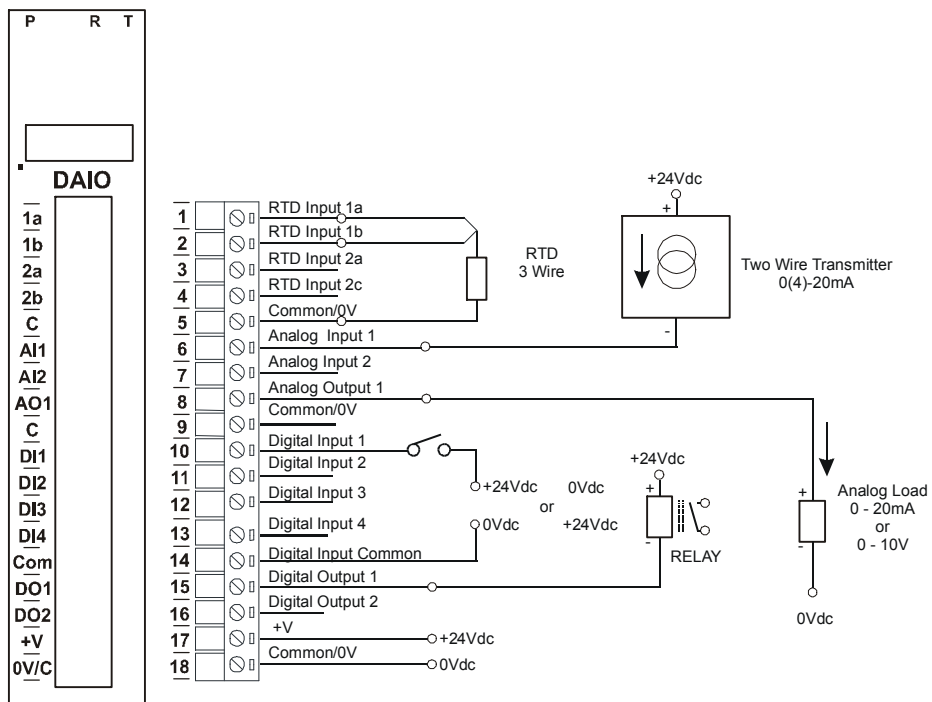 P R T
DAIO
1a
1b
2a
2b
C
AI1
AI2
AO1
C
DI1
DI2
DI3
DI4
Com
DO1
DO2
+V
0V/C
1 RTD Input 1a
2 RTD Input 1b
3 RTD Input 2a
4 RTD Input 2c
5 Common/0V
6 Analog Input 1
7 Analog Input 2
8 Analog Output 1
9 Common/0V
10 Digital Input 1
11 Digital Input 2
12 Digital Input 3
13 Digital Input 4
14 Digital Input Common
15 Digital Output 1
16 Digital Output 2
17 +V
18 Common/0V
RTD
3 Wire
+24Vdc
+
-
Two Wire Transmitter
0(4)-20mA
+24Vdc 0Vdc
or
0Vdc +24Vdc
+24Vdc
+
-
RELAY
+
-
Analog Load
0 - 20mA
or
0 - 10V
0Vdc
+24Vdc
0Vdc